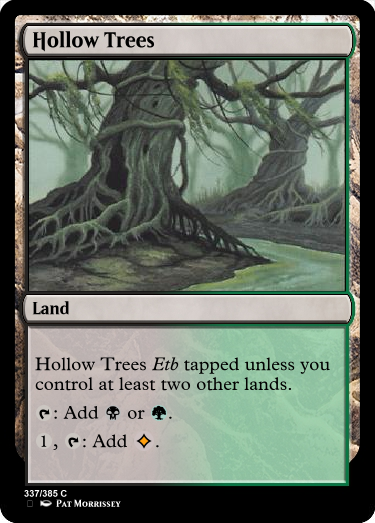 Hollow Trees
Land
Hollow Trees Etb tapped unless you
control at least two other lands.
: Add or .
1 , : Add .
337/385 C
Pat Morrissey